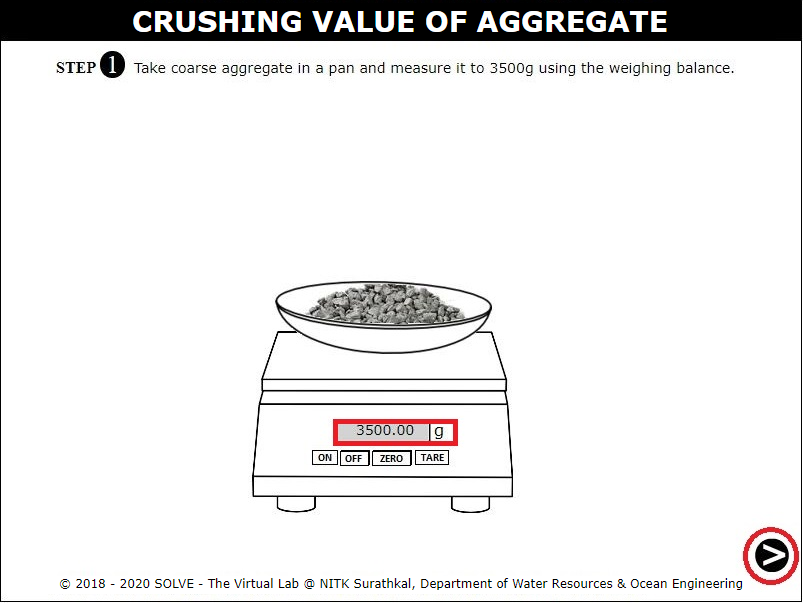 CRUSHING VALUE OF AGGREGATE
STEP 1 Take coarse aggregate in a pan and measure it to 3500g using the weighing balance.
3500.00 g
ON OFF ZERO TARE
© 2018 - 2020 SOLVE - The Virtual Lab @ NITK Surathkal, Department of Water Resources & Ocean Engineering